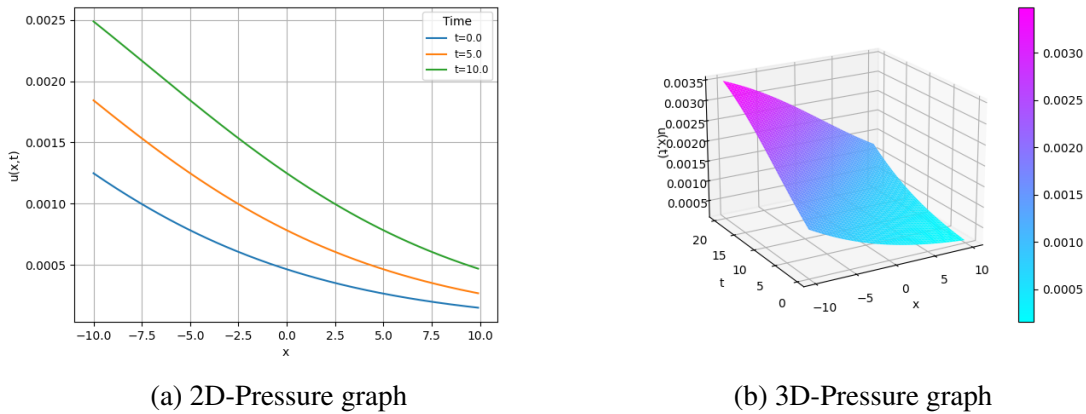 0.0025
0.0020
0.0015
0.0010
0.0005
u(x,t)
Time
t=0.0
t=5.0
t=10.0
−10.0 −7.5 −5.0 −2.5 0.0 2.5 5.0 7.5 10.0
x
(a) 2D-Pressure graph
0.0035
0.0030
0.0025
0.0020
0.0015
0.0010
0.0005
u(x,t)
20
15
10
5
0
t
−10 −5 0 5 10
x
0.0030
0.0025
0.0020
0.0015
0.0010
0.0005
(b) 3D-Pressure graph